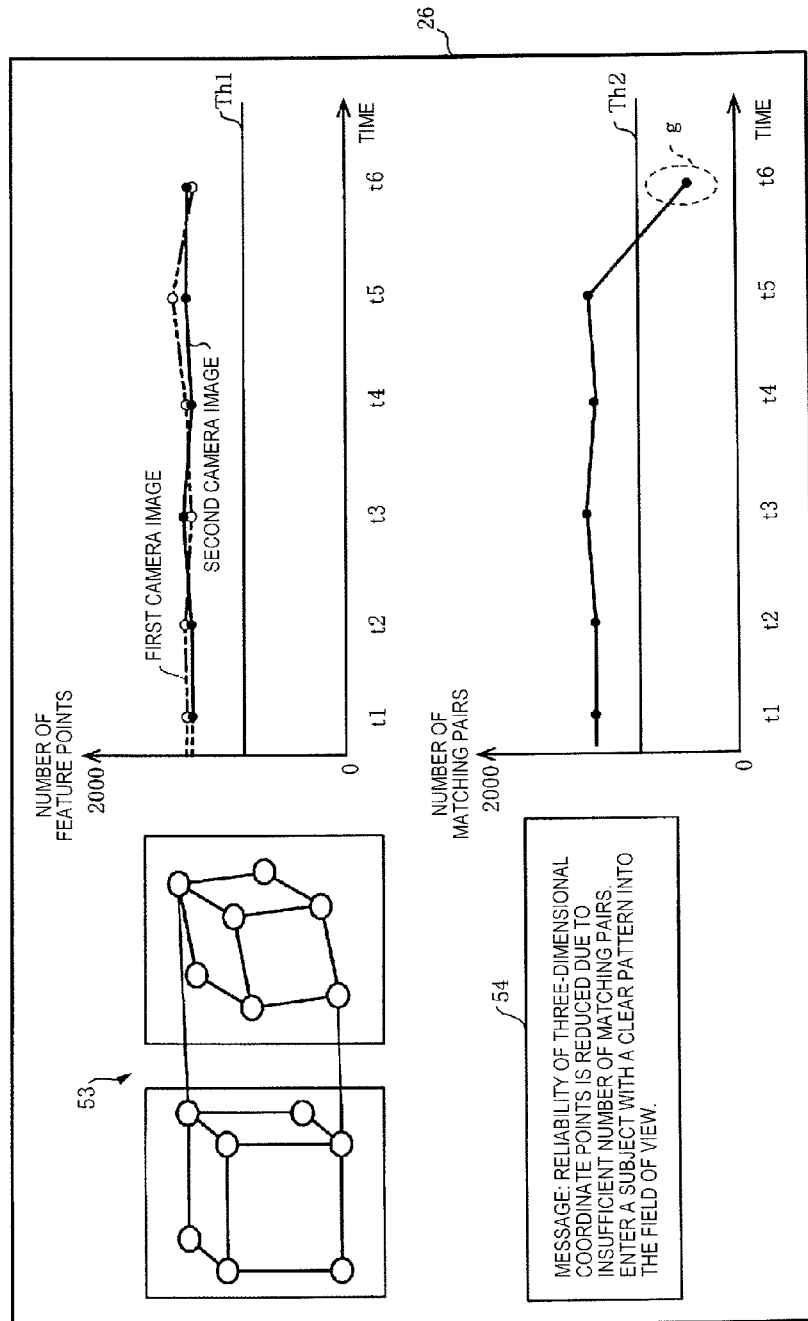 26
53
NUMBER OF
FEATURE POINTS
2000
0
FIRST CAMERA IMAGE
SECOND CAMERA IMAGE
Th1
t1 t2 t3 t4 t5 t6 TIME
54
MESSAGE: RELIABILITY OF THREE-DIMENSIONAL
COORDINATE POINTS IS REDUCED DUE TO
INSUFFICIENT NUMBER OF MATCHING PAIRS.
ENTER A SUBJECT WITH A CLEAR PATTERN INTO
THE FIELD OF VIEW.
NUMBER OF
MATCHING PAIRS
2000
0
Th2
g
t1 t2 t3 t4 t5 t6 TIME